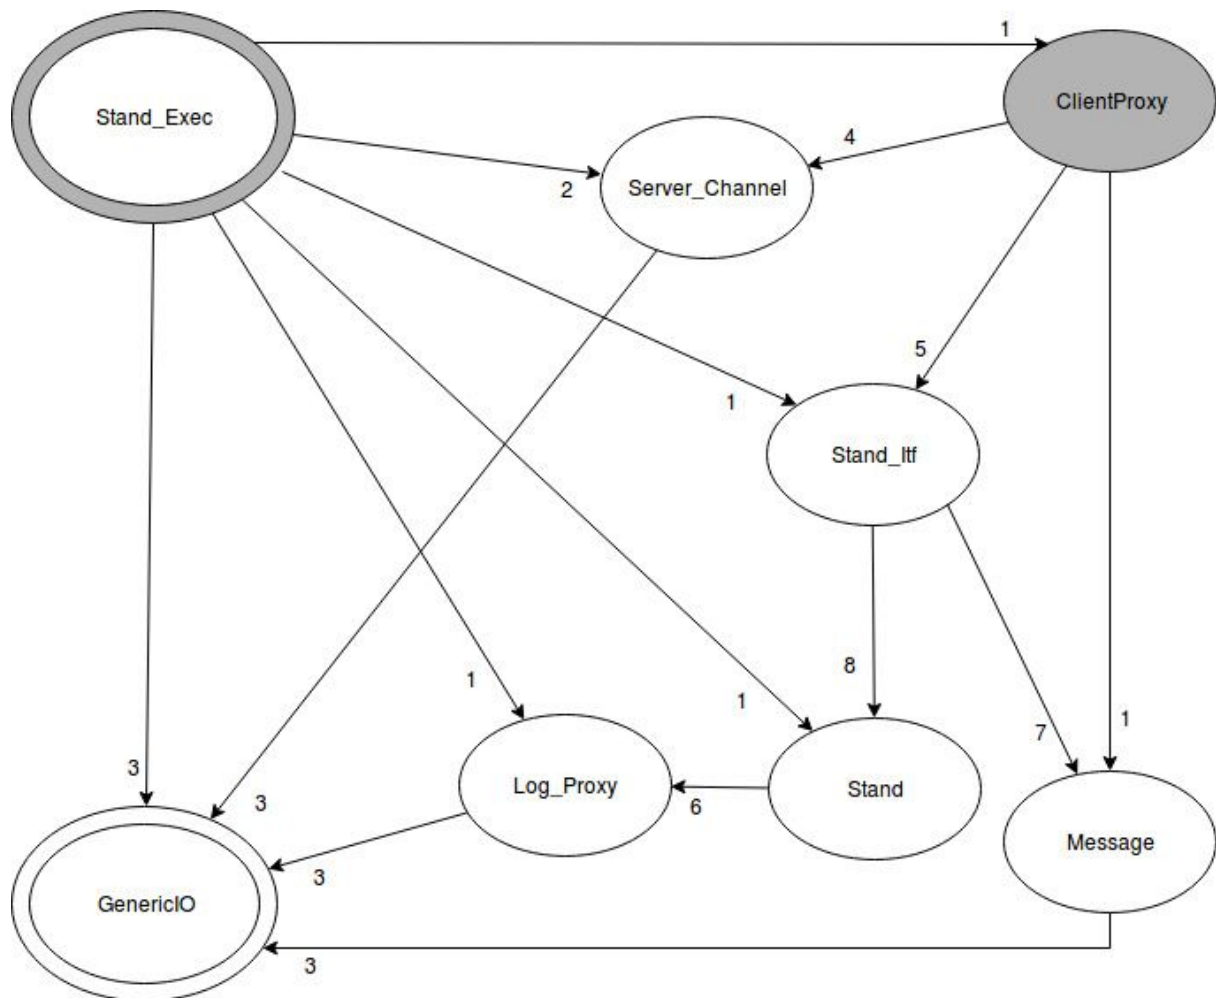 1
Stand_Exec
ClientProxy
4
Server_Channel
2
5
1
Stand_Itf
8
1
1
7
1
3
Log_Proxy
Stand
6
3
Message
3
GenericIO
3